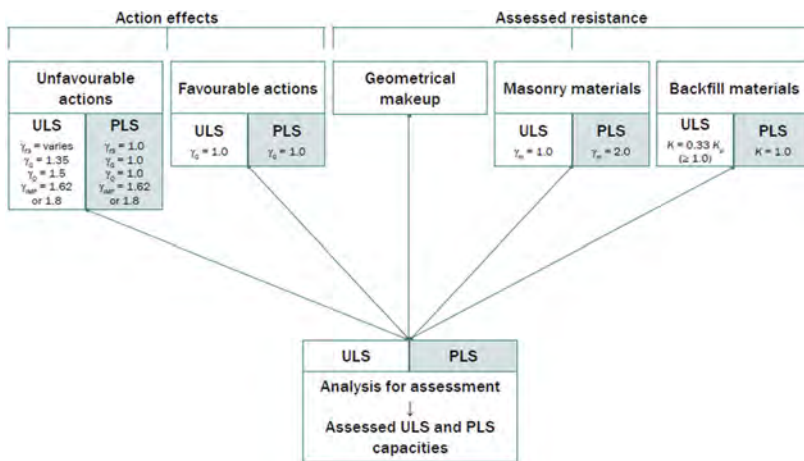 Action effects
Assessed resistance
Unfavourable
actions
ULS
PLS
γfs = varies
γG = 1.35
γQ = 1.5
γIMF = 1.62
or 1.8
γfs = 1.0
γG = 1.0
γQ = 1.0
γIMF = 1.62
or 1.8
Favourable actions
ULS
PLS
γG = 1.0
γG = 1.0
Geometrical
makeup
Masonry materials
ULS
PLS
γm = 1.0
γm = 2.0
Backfill materials
ULS
PLS
K = 0.33 Kp
(≥ 1.0)
K = 1.0
ULS
PLS
Analysis for assessment
↓
Assessed ULS and PLS
capacities